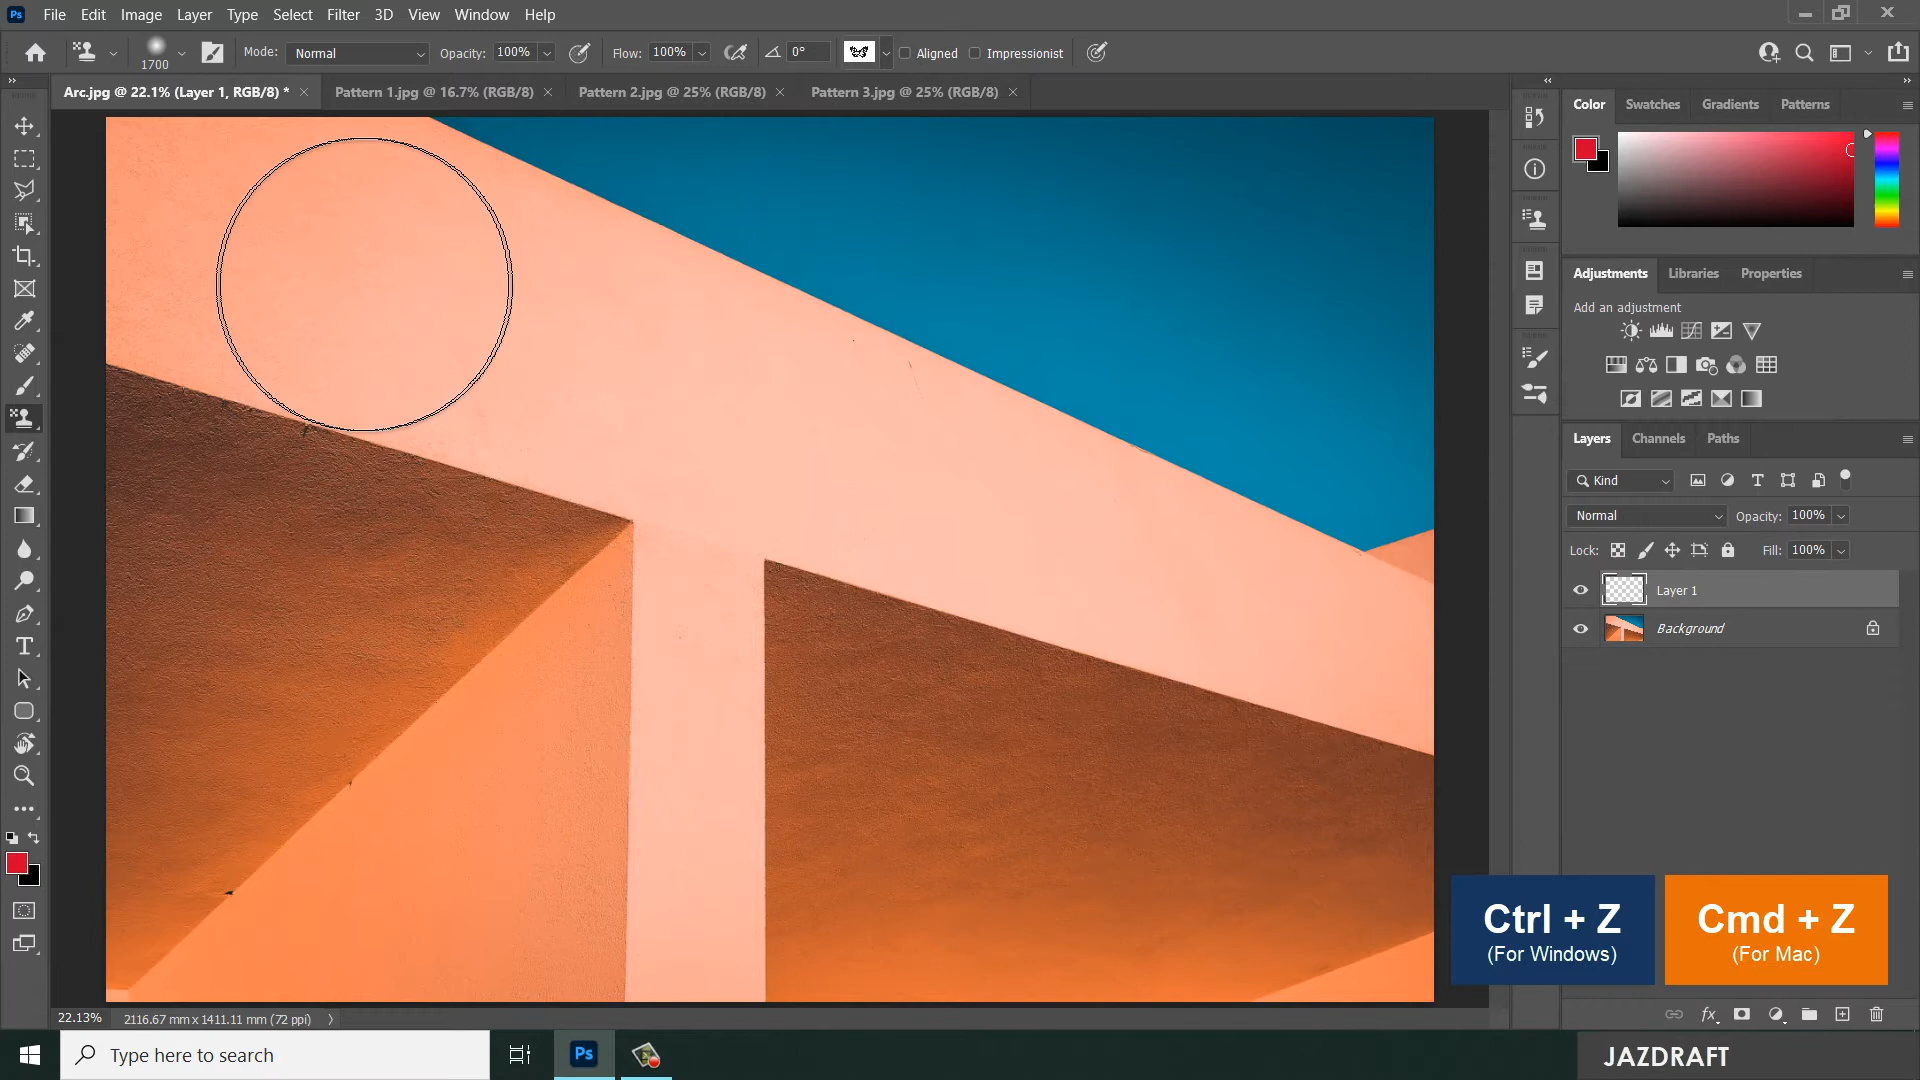 Ps File Edit Image Layer Type Select Filter 3D View Window Help
1700 Mode: Normal Opacity: 100% Flow: 100% 0° Aligned Impressionist
Arc.jpg @ 22.1% (Layer 1, RGB/8) * Pattern 1.jpg @ 16.7% (RGB/8) Pattern 2.jpg @ 25% (RGB/8) Pattern 3.jpg @ 25% (RGB/8)
Color Swatches Gradients Patterns
Adjustments Libraries Properties
Add an adjustment
Layers Channels Paths
Kind
Normal Opacity: 100%
Lock: Fill: 100%
Layer 1
Background
Ctrl + Z
(For Windows)
Cmd + Z
(For Mac)
22.13% 2116.67 mm x 1411.11 mm (72 ppi)
Type here to search
Ps
JAZDRAFT